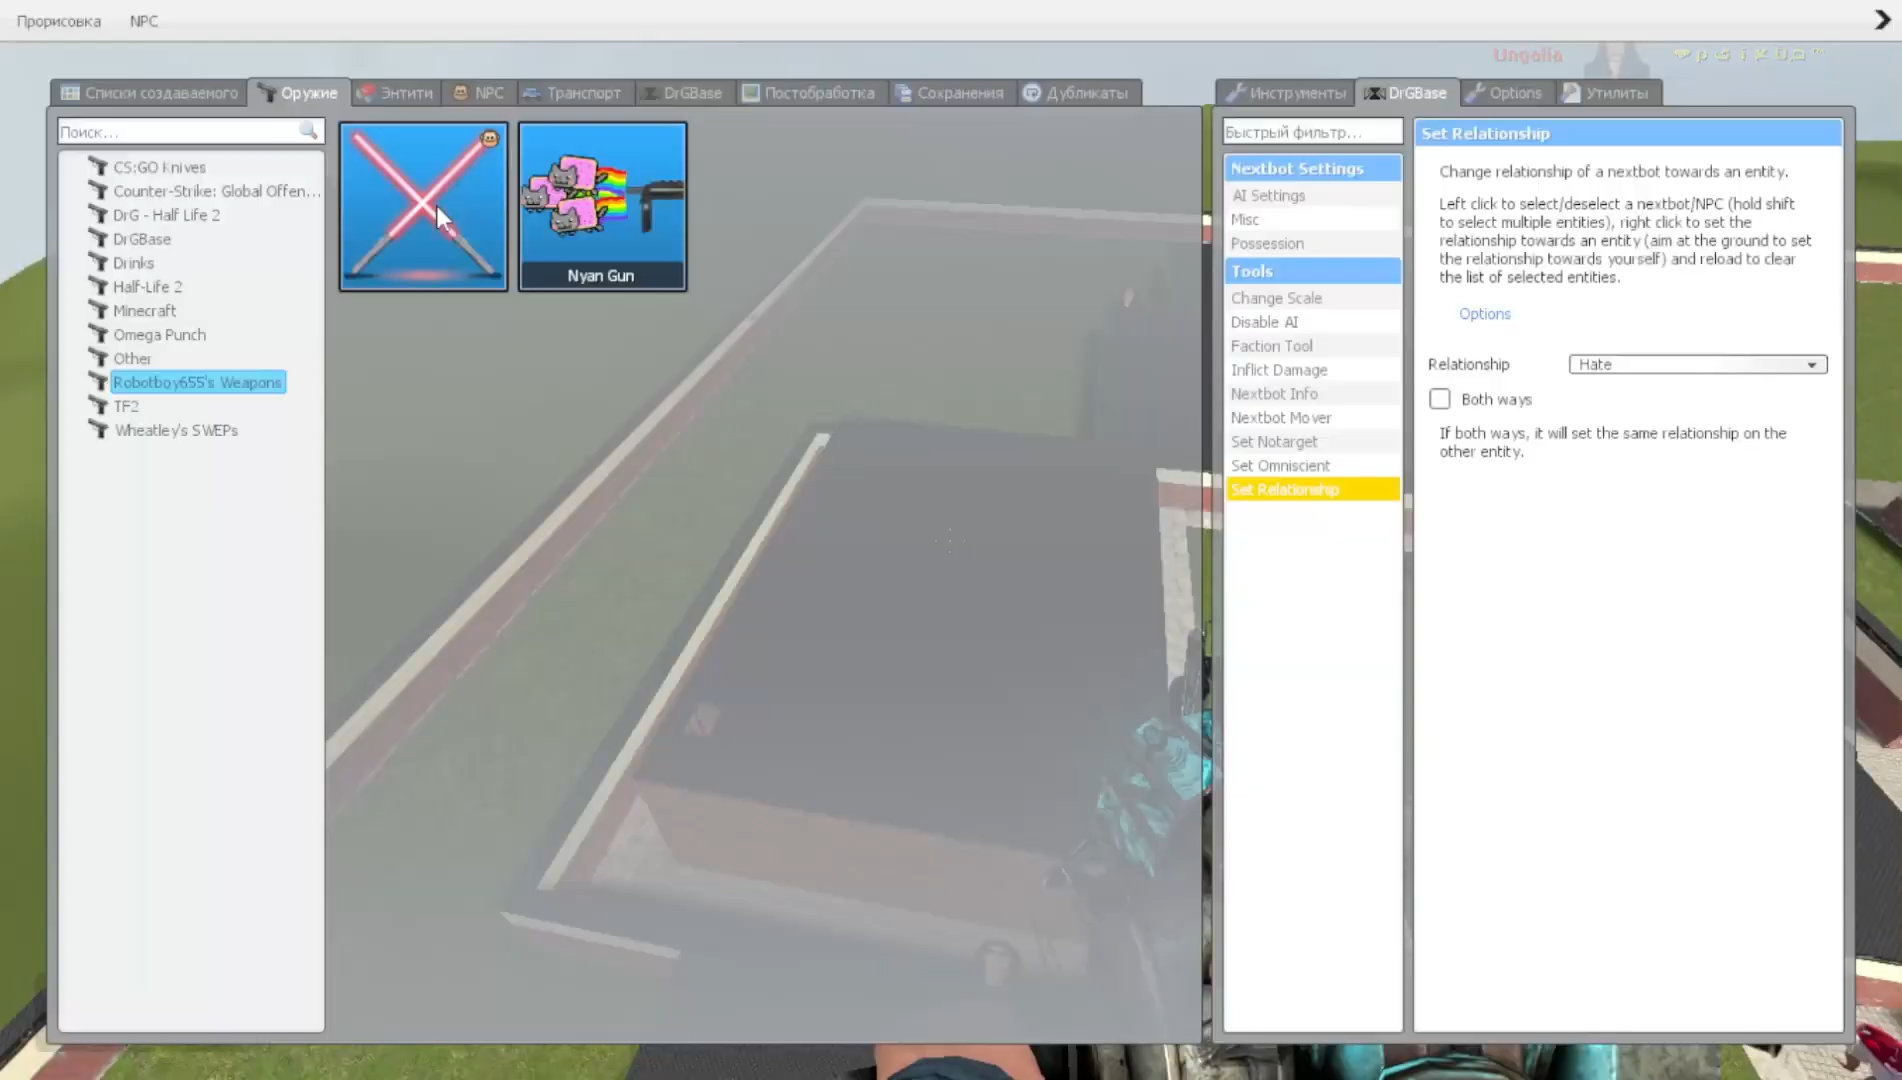 Прорисовка NPC
Ungolia
Списки создаваемого Оружие Энтити NPC Транспорт DrGBase Постобработка Сохранения Дубликаты
Инструменты DrGBase Options Утилиты
Поиск...
CS:GO Knives
Counter-Strike: Global Offen...
DrG - Half Life 2
DrGBase
Drinks
Half-Life 2
Minecraft
Omega Punch
Other
Robotboy655's Weapons
TF2
Wheatley's SWEPs
Nyan Gun
Быстрый фильтр...
Nextbot Settings
AI Settings
Misc
Possession
Tools
Change Scale
Disable AI
Faction Tool
Inflict Damage
Nextbot Info
Nextbot Mover
Set Notarget
Set Omniscient
Set Relationship
Set Relationship
Change relationship of a nextbot towards an entity.
Left click to select/deselect a nextbot/NPC (hold shift
to select multiple entities), right click to set the
relationship towards an entity (aim at the ground to set
the relationship towards yourself) and reload to clear
the list of selected entities.
Options
Relationship Hate
Both ways
If both ways, it will set the same relationship on the
other entity.